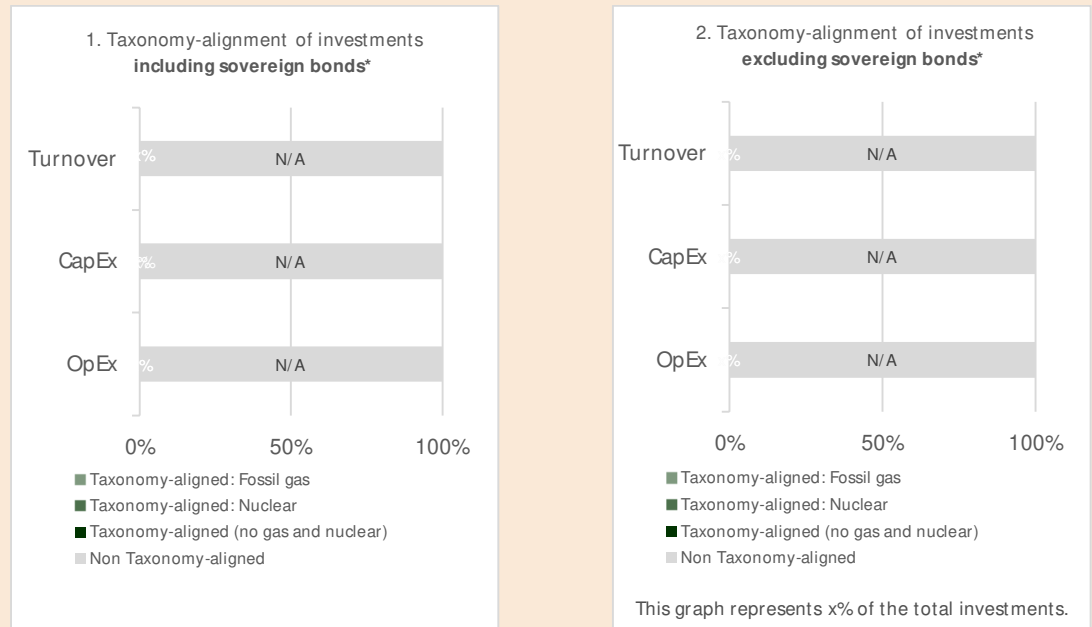 1. Taxonomy-alignment of investments
including sovereign bonds*
Turnover
N/A
CapEx
N/A
OpEx
N/A
0% 50% 100%
Taxonomy-aligned: Fossil gas
Taxonomy-aligned: Nuclear
Taxonomy-aligned (no gas and nuclear)
Non Taxonomy-aligned
2. Taxonomy-alignment of investments
excluding sovereign bonds*
Turnover
N/A
CapEx
N/A
OpEx
N/A
0% 50% 100%
Taxonomy-aligned: Fossil gas
Taxonomy-aligned: Nuclear
Taxonomy-aligned (no gas and nuclear)
Non Taxonomy-aligned
This graph represents x% of the total investments.